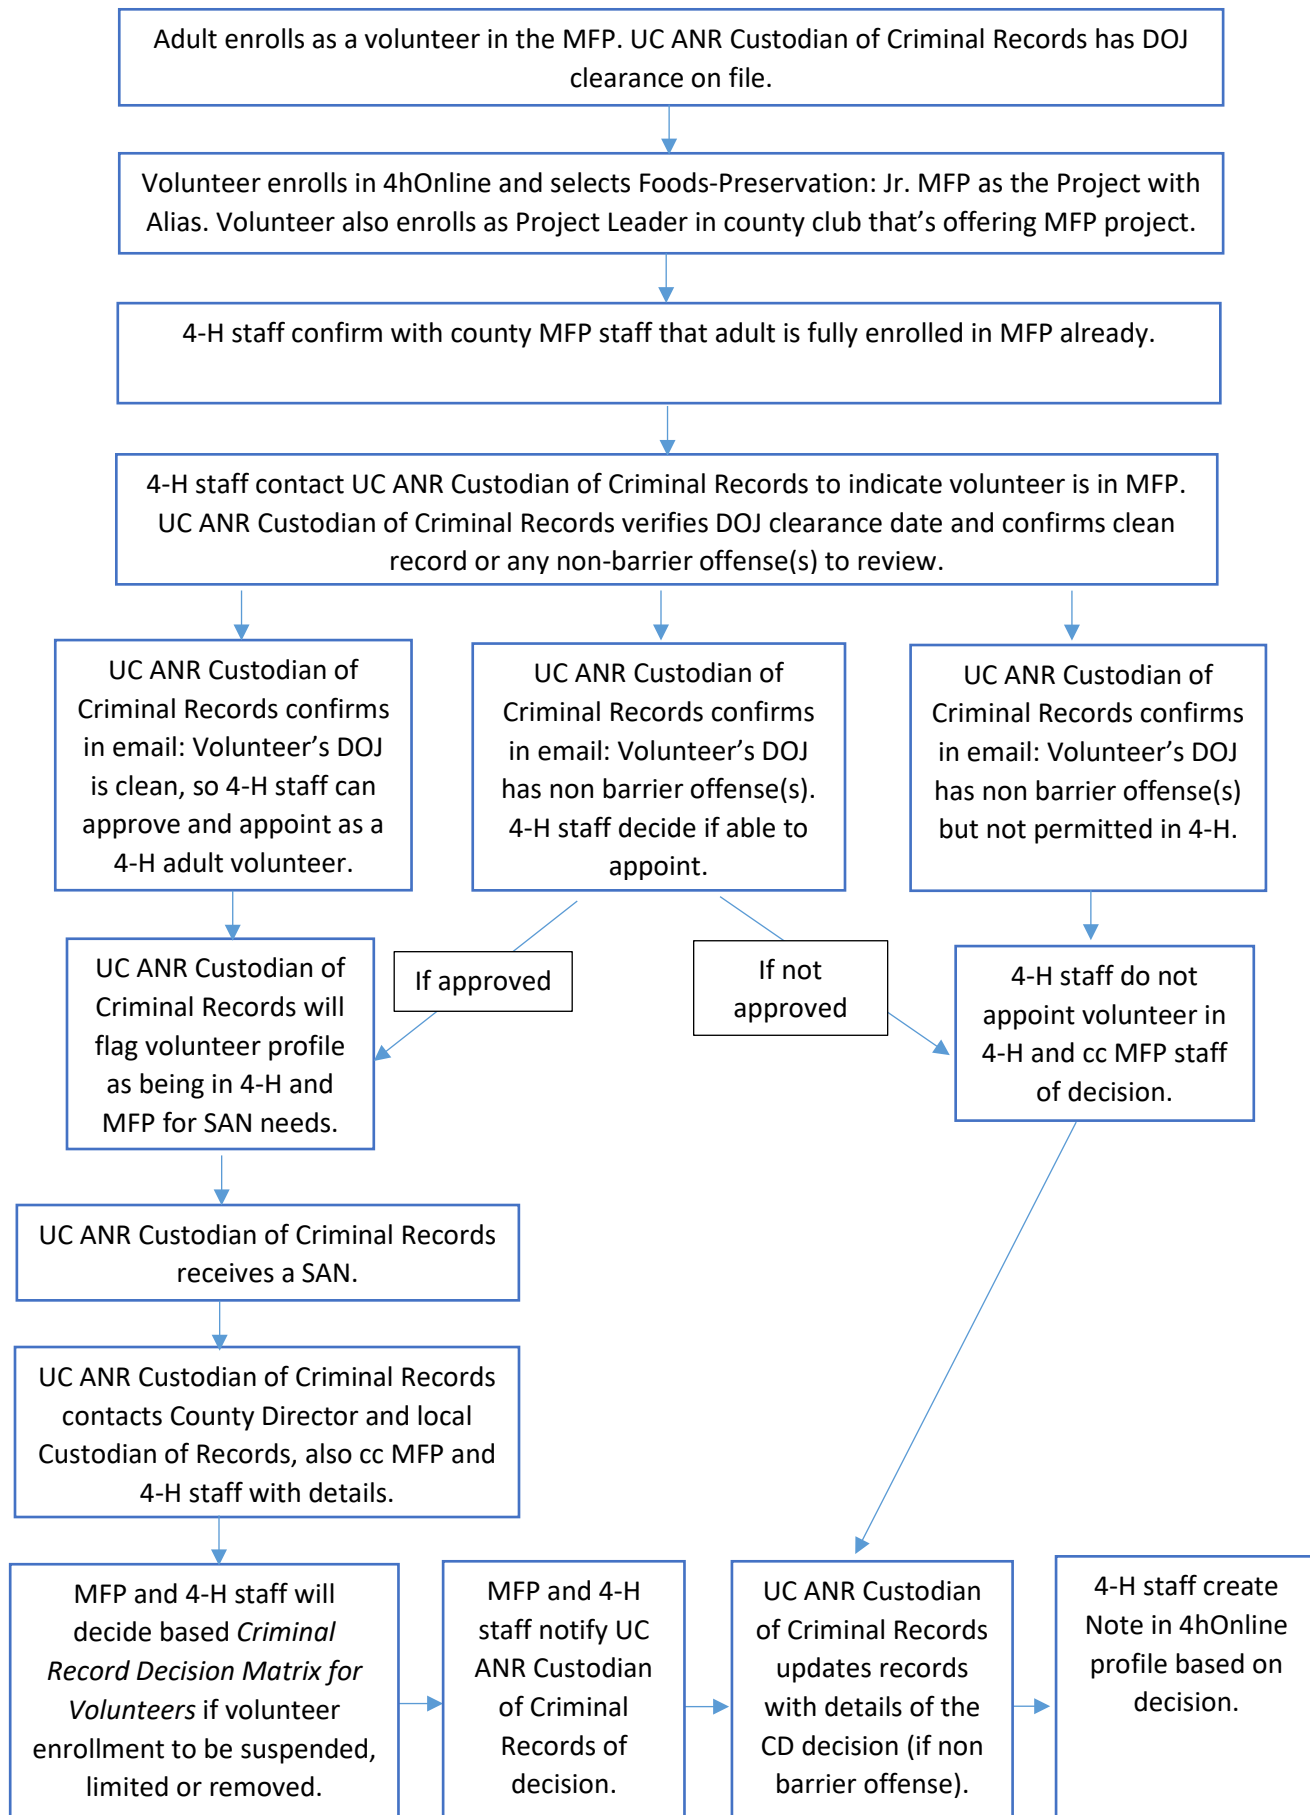 Adult enrolls as a volunteer in the MFP. UC ANR Custodian of Criminal Records has DOJ
clearance on file.
Volunteer enrolls in 4hOnline and selects Foods-Preservation: Jr. MFP as the Project with
Alias. Volunteer also enrolls as Project Leader in county club that’s offering MFP project.
4-H staff confirm with county MFP staff that adult is fully enrolled in MFP already.
4-H staff contact UC ANR Custodian of Criminal Records to indicate volunteer is in MFP.
UC ANR Custodian of Criminal Records verifies DOJ clearance date and confirms clean
record or any non-barrier offense(s) to review.
UC ANR Custodian of
Criminal Records confirms
in email: Volunteer’s DOJ
is clean, so 4-H staff can
approve and appoint as a
4-H adult volunteer.
UC ANR Custodian of
Criminal Records confirms
in email: Volunteer’s DOJ
has non barrier offense(s).
4-H staff decide if able to
appoint.
UC ANR Custodian of
Criminal Records confirms
in email: Volunteer’s DOJ
has non barrier offense(s)
but not permitted in 4-H.
UC ANR Custodian of
Criminal Records will
flag volunteer profile
as being in 4-H and
MFP for SAN needs.
If approved
If not
approved
4-H staff do not
appoint volunteer in
4-H and cc MFP staff
of decision.
UC ANR Custodian of Criminal Records
receives a SAN.
UC ANR Custodian of Criminal Records
contacts County Director and local
Custodian of Records, also cc MFP and
4-H staff with details.
MFP and 4-H staff will
decide based Criminal
Record Decision Matrix for
Volunteers if volunteer
enrollment to be suspended,
limited or removed.
MFP and 4-H
staff notify UC
ANR Custodian
of Criminal
Records of
decision.
UC ANR Custodian
of Criminal Records
updates records
with details of the
CD decision (if non
barrier offense).
4-H staff create
Note in 4hOnline
profile based on
decision.